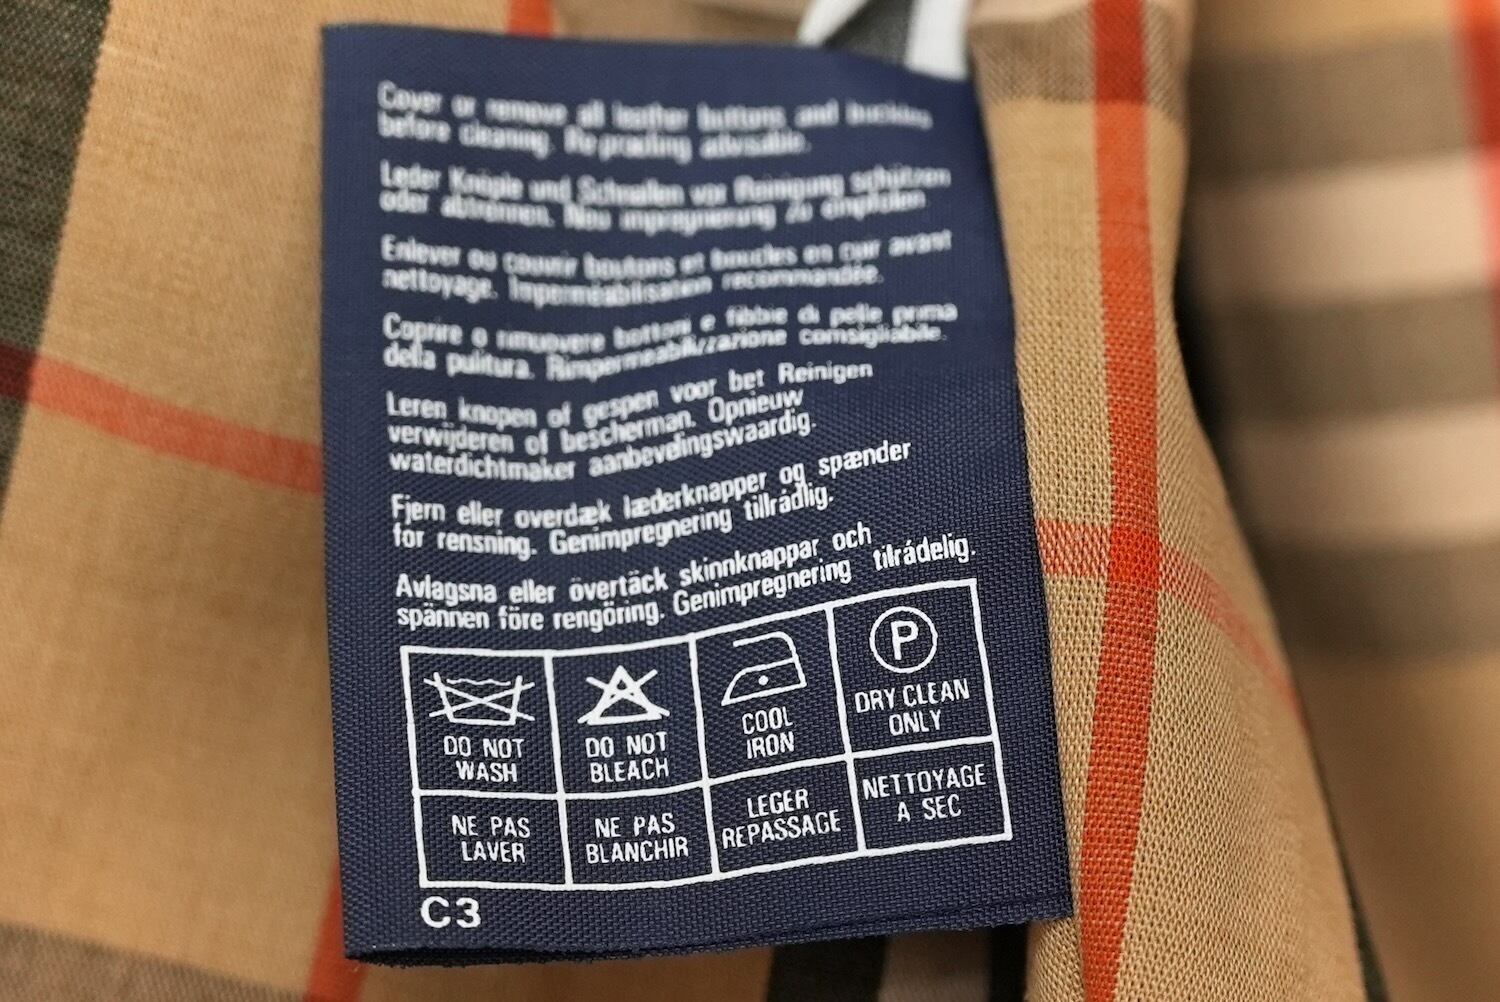 Cover or remove all leather buttons and buckles
before cleaning. Re-proofing advisable.
Leder Knöpfe und Schnallen vor Reinigung schützen
oder abtrennen. Neu impregnierung zu empfolen
Enlever ou couvrir boutons et boucles en cuir avant
nettoyage. Imperméabilisation recommandée.
Coprire o rimuovere bottoni e fibbie di pelle prima
della pulitura. Rimpermeabilizzazione comsigliabile.
Leren knopen of gespen voor bet Reinigen
verwijderen of bescherman. Opnieuw
waterdichtmaker aanbevelingswaardig.
Fjern eller overdæk læderknapper og spænder
for rensning. Genimpregnering tillrådlig.
Avlagsna eller övertäck skinnknappar och
spännen före rengöring. Genimpregnering tilrådelig.
P
DO NOT WASH
DO NOT BLEACH
COOL IRON
DRY CLEAN ONLY
NE PAS LAVER
NE PAS BLANCHIR
LEGER REPASSAGE
NETTOYAGE A SEC
C3